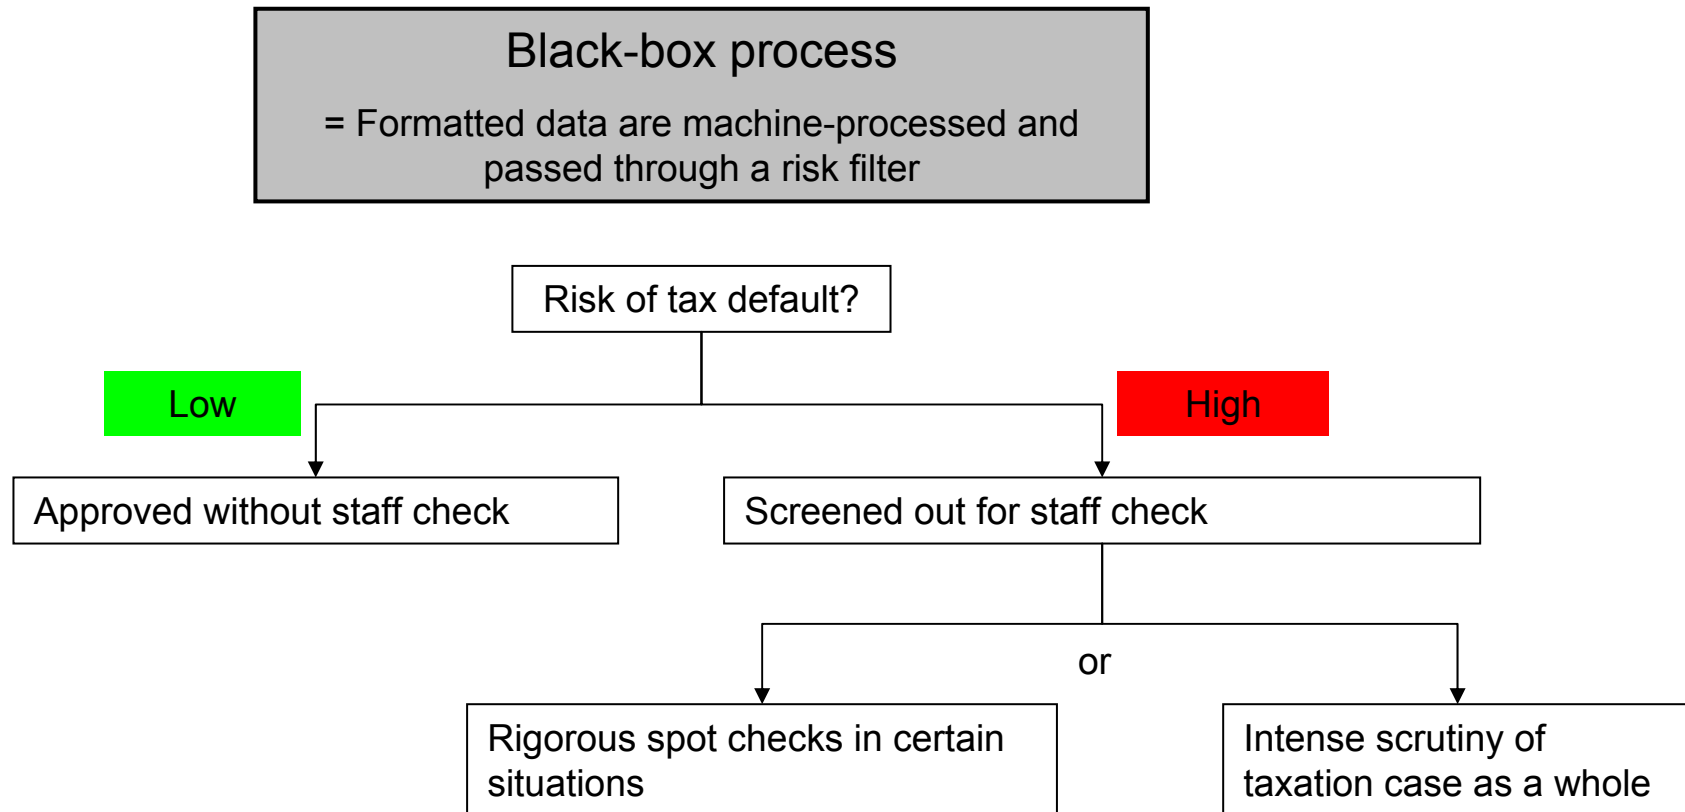 Black-box process
= Formatted data are machine-processed and
passed through a risk filter
Risk of tax default?
Low
High
Approved without staff check
Screened out for staff check
or
Rigorous spot checks in certain
situations
Intense scrutiny of
taxation case as a whole